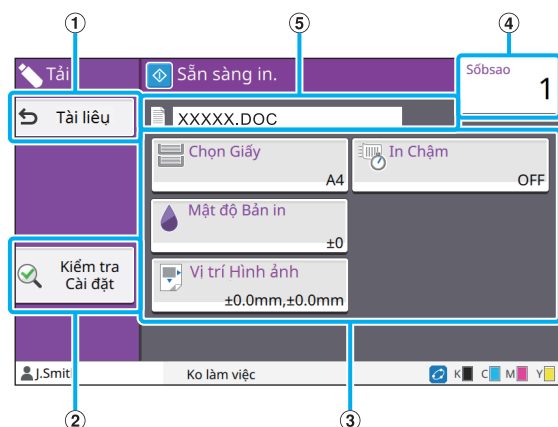 ① ⑤ ④
Tải
Sẵn sàng in.
Sốbsao
1
Tài liệu
XXXXX.DOC
Chọn Giấy
A4
In Chậm
OFF
Mật độ Bản in
±0
Kiểm tra
Cài đặt
Vị trí Hình ảnh
±0.0mm,±0.0mm
J.Smit
Ko làm việc
K C M Y
② ③